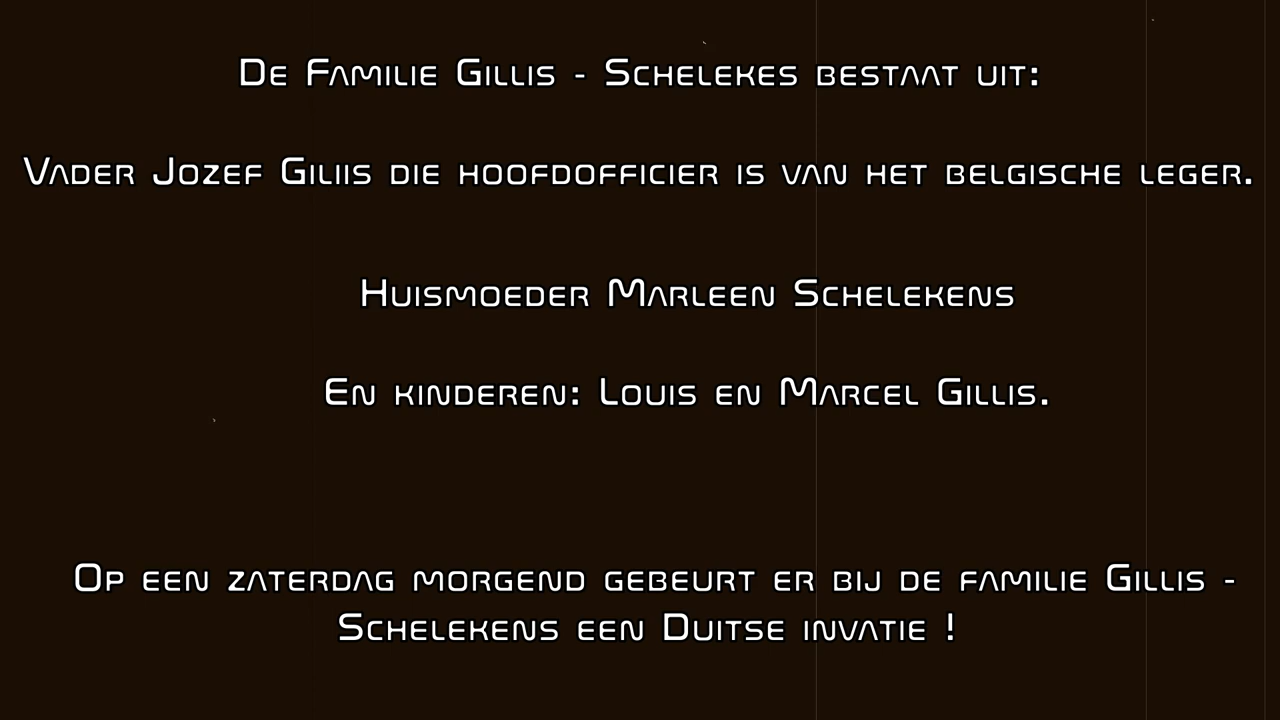 De Familie Gillis - Schelekes bestaat uit:
Vader Jozef Giliis die hoofdofficier is van het belgische leger.
Huismoeder Marleen Schelekens
En kinderen: Louis en Marcel Gillis.
Op een zaterdag morgend gebeurt er bij de familie Gillis -
Schelekens een Duitse invatie !